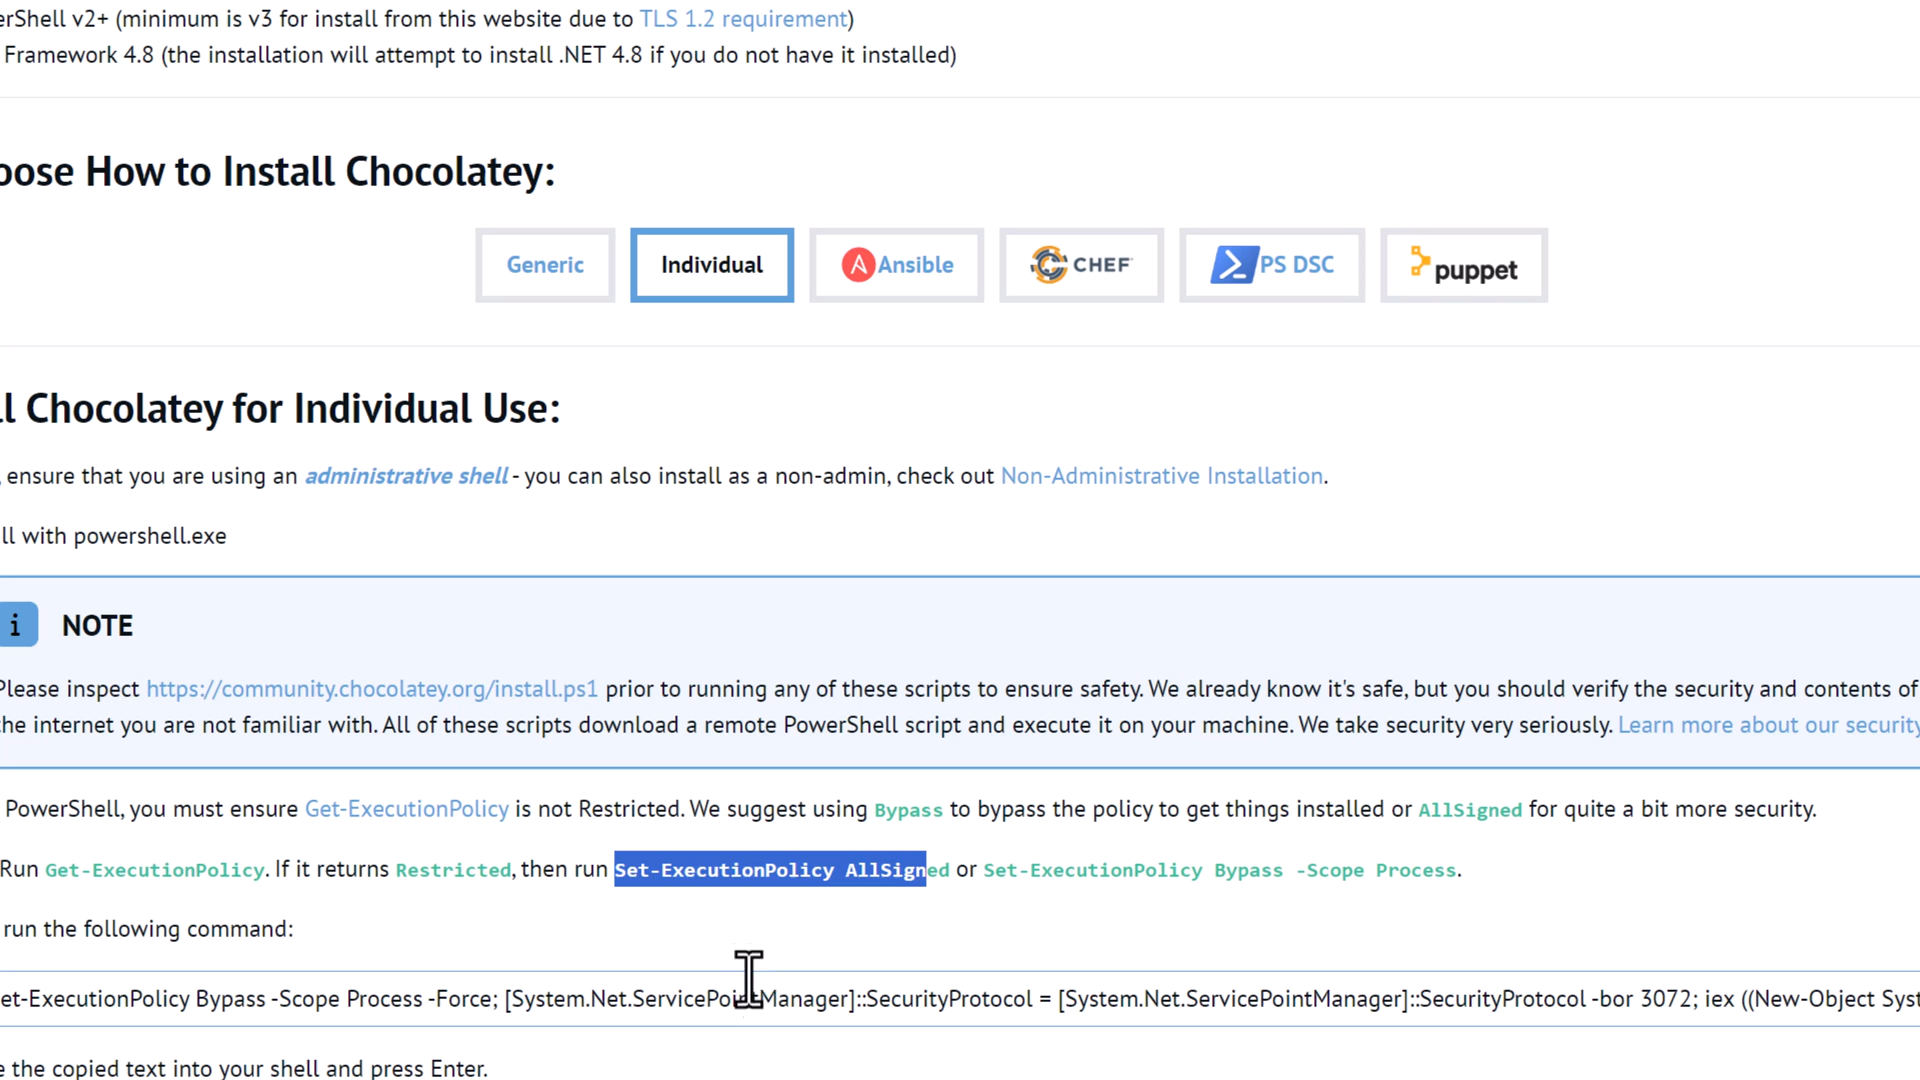 erShell v2+ (minimum is v3 for install from this website due to TLS 1.2 requirement)
Framework 4.8 (the installation will attempt to install .NET 4.8 if you do not have it installed)
oose How to Install Chocolatey:
Generic Individual Ansible CHEF PS DSC puppet
ll Chocolatey for Individual Use:
, ensure that you are using an administrative shell - you can also install as a non-admin, check out Non-Administrative Installation.
ll with powershell.exe
i NOTE
Please inspect https://community.chocolatey.org/install.ps1 prior to running any of these scripts to ensure safety. We already know it's safe, but you should verify the security and contents of
the internet you are not familiar with. All of these scripts download a remote PowerShell script and execute it on your machine. We take security very seriously. Learn more about our security
PowerShell, you must ensure Get-ExecutionPolicy is not Restricted. We suggest using Bypass to bypass the policy to get things installed or AllSigned for quite a bit more security.
Run Get-ExecutionPolicy. If it returns Restricted, then run Set-ExecutionPolicy AllSigned or Set-ExecutionPolicy Bypass -Scope Process.
run the following command:
et-ExecutionPolicy Bypass -Scope Process -Force; [System.Net.ServicePointManager]::SecurityProtocol = [System.Net.ServicePointManager]::SecurityProtocol -bor 3072; iex ((New-Object Syst
e the copied text into your shell and press Enter.